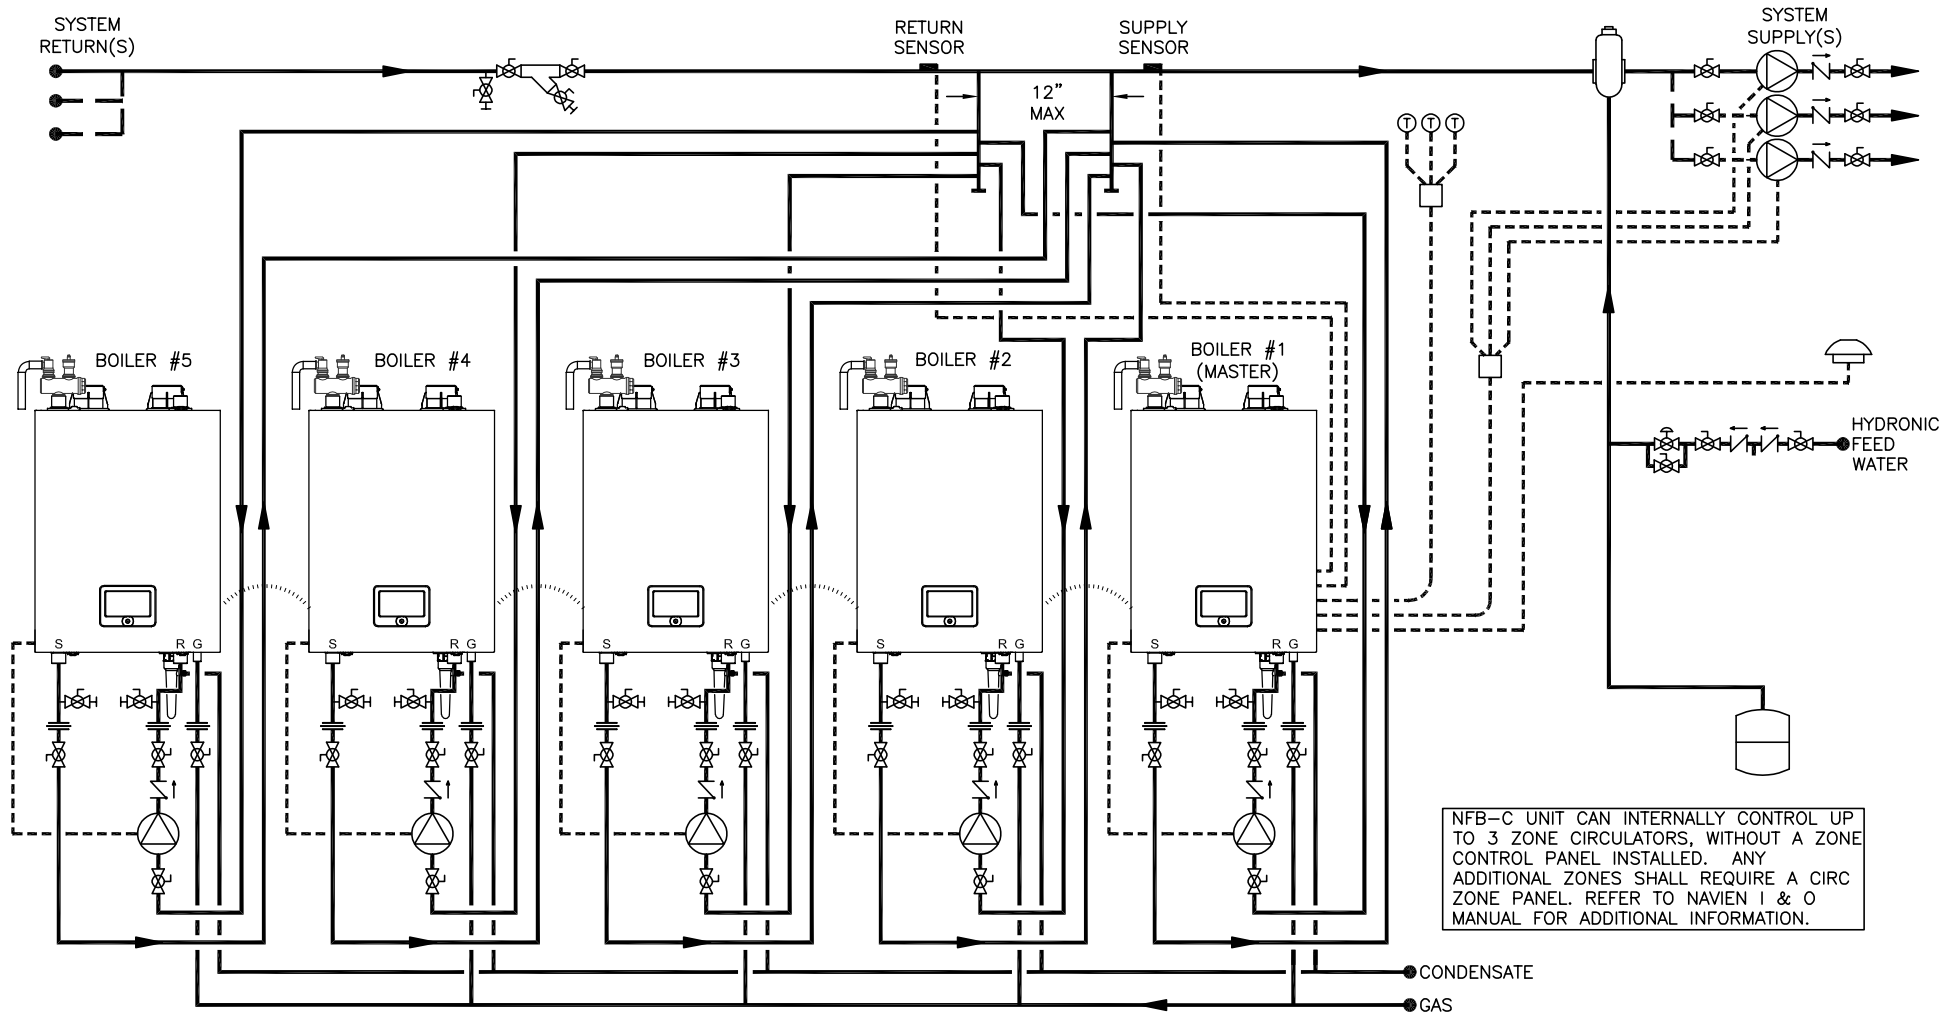 SYSTEM
RETURN(S)
RETURN
SENSOR
SUPPLY
SENSOR
SYSTEM
SUPPLY(S)
12"
MAX
T T T
BOILER #5
BOILER #4
BOILER #3
BOILER #2
BOILER #1
(MASTER)
HYDRONIC
FEED
WATER
S R G
S R G
S R G
S R G
S R G
NFB-C UNIT CAN INTERNALLY CONTROL UP
TO 3 ZONE CIRCULATORS, WITHOUT A ZONE
CONTROL PANEL INSTALLED. ANY
ADDITIONAL ZONES SHALL REQUIRE A CIRC
ZONE PANEL. REFER TO NAVIEN I & O
MANUAL FOR ADDITIONAL INFORMATION.
CONDENSATE
GAS